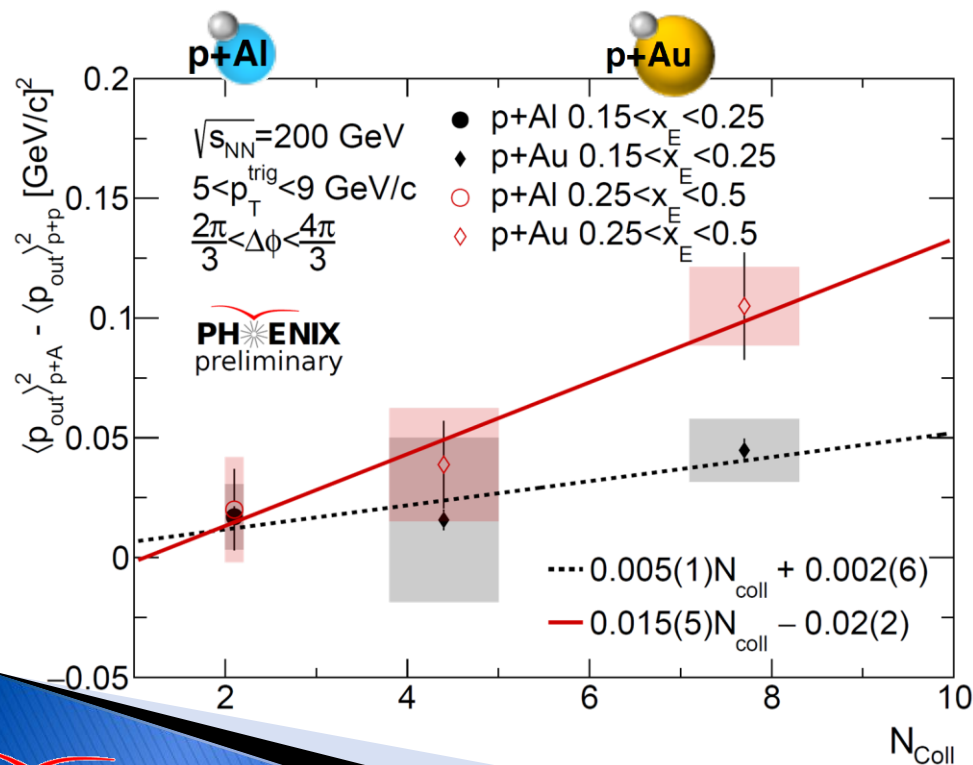 p+Al
p+Au
0.2
0.15
0.1
0.05
0
−0.05
⟨p_out⟩²_p+A - ⟨p_out⟩²_p+p [GeV/c]²
√s_NN=200 GeV
5<p_T^trig<9 GeV/c
2π/3<Δϕ<4π/3
PHENIX
preliminary
p+Al 0.15<x_E<0.25
p+Au 0.15<x_E<0.25
p+Al 0.25<x_E<0.5
p+Au 0.25<x_E<0.5
0.005(1)N_coll + 0.002(6)
0.015(5)N_coll − 0.02(2)
2 4 6 8 10
N_Coll